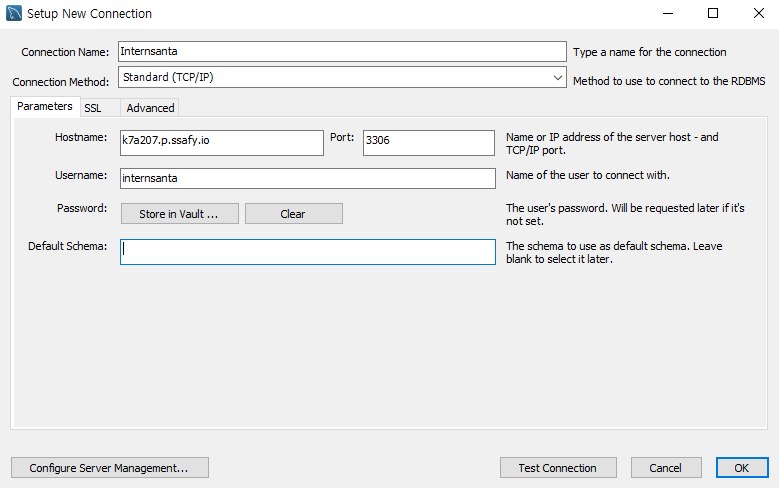 Setup New Connection
Connection Name: Internsanta Type a name for the connection
Connection Method: Standard (TCP/IP) Method to use to connect to the RDBMS
Parameters SSL Advanced
Hostname: k7a207.p.ssafy.io Port: 3306 Name or IP address of the server host - and
TCP/IP port.
Username: internsanta Name of the user to connect with.
Password: Store in Vault ... Clear The user's password. Will be requested later if it's
not set.
Default Schema: The schema to use as default schema. Leave
blank to select it later.
Configure Server Management... Test Connection Cancel OK